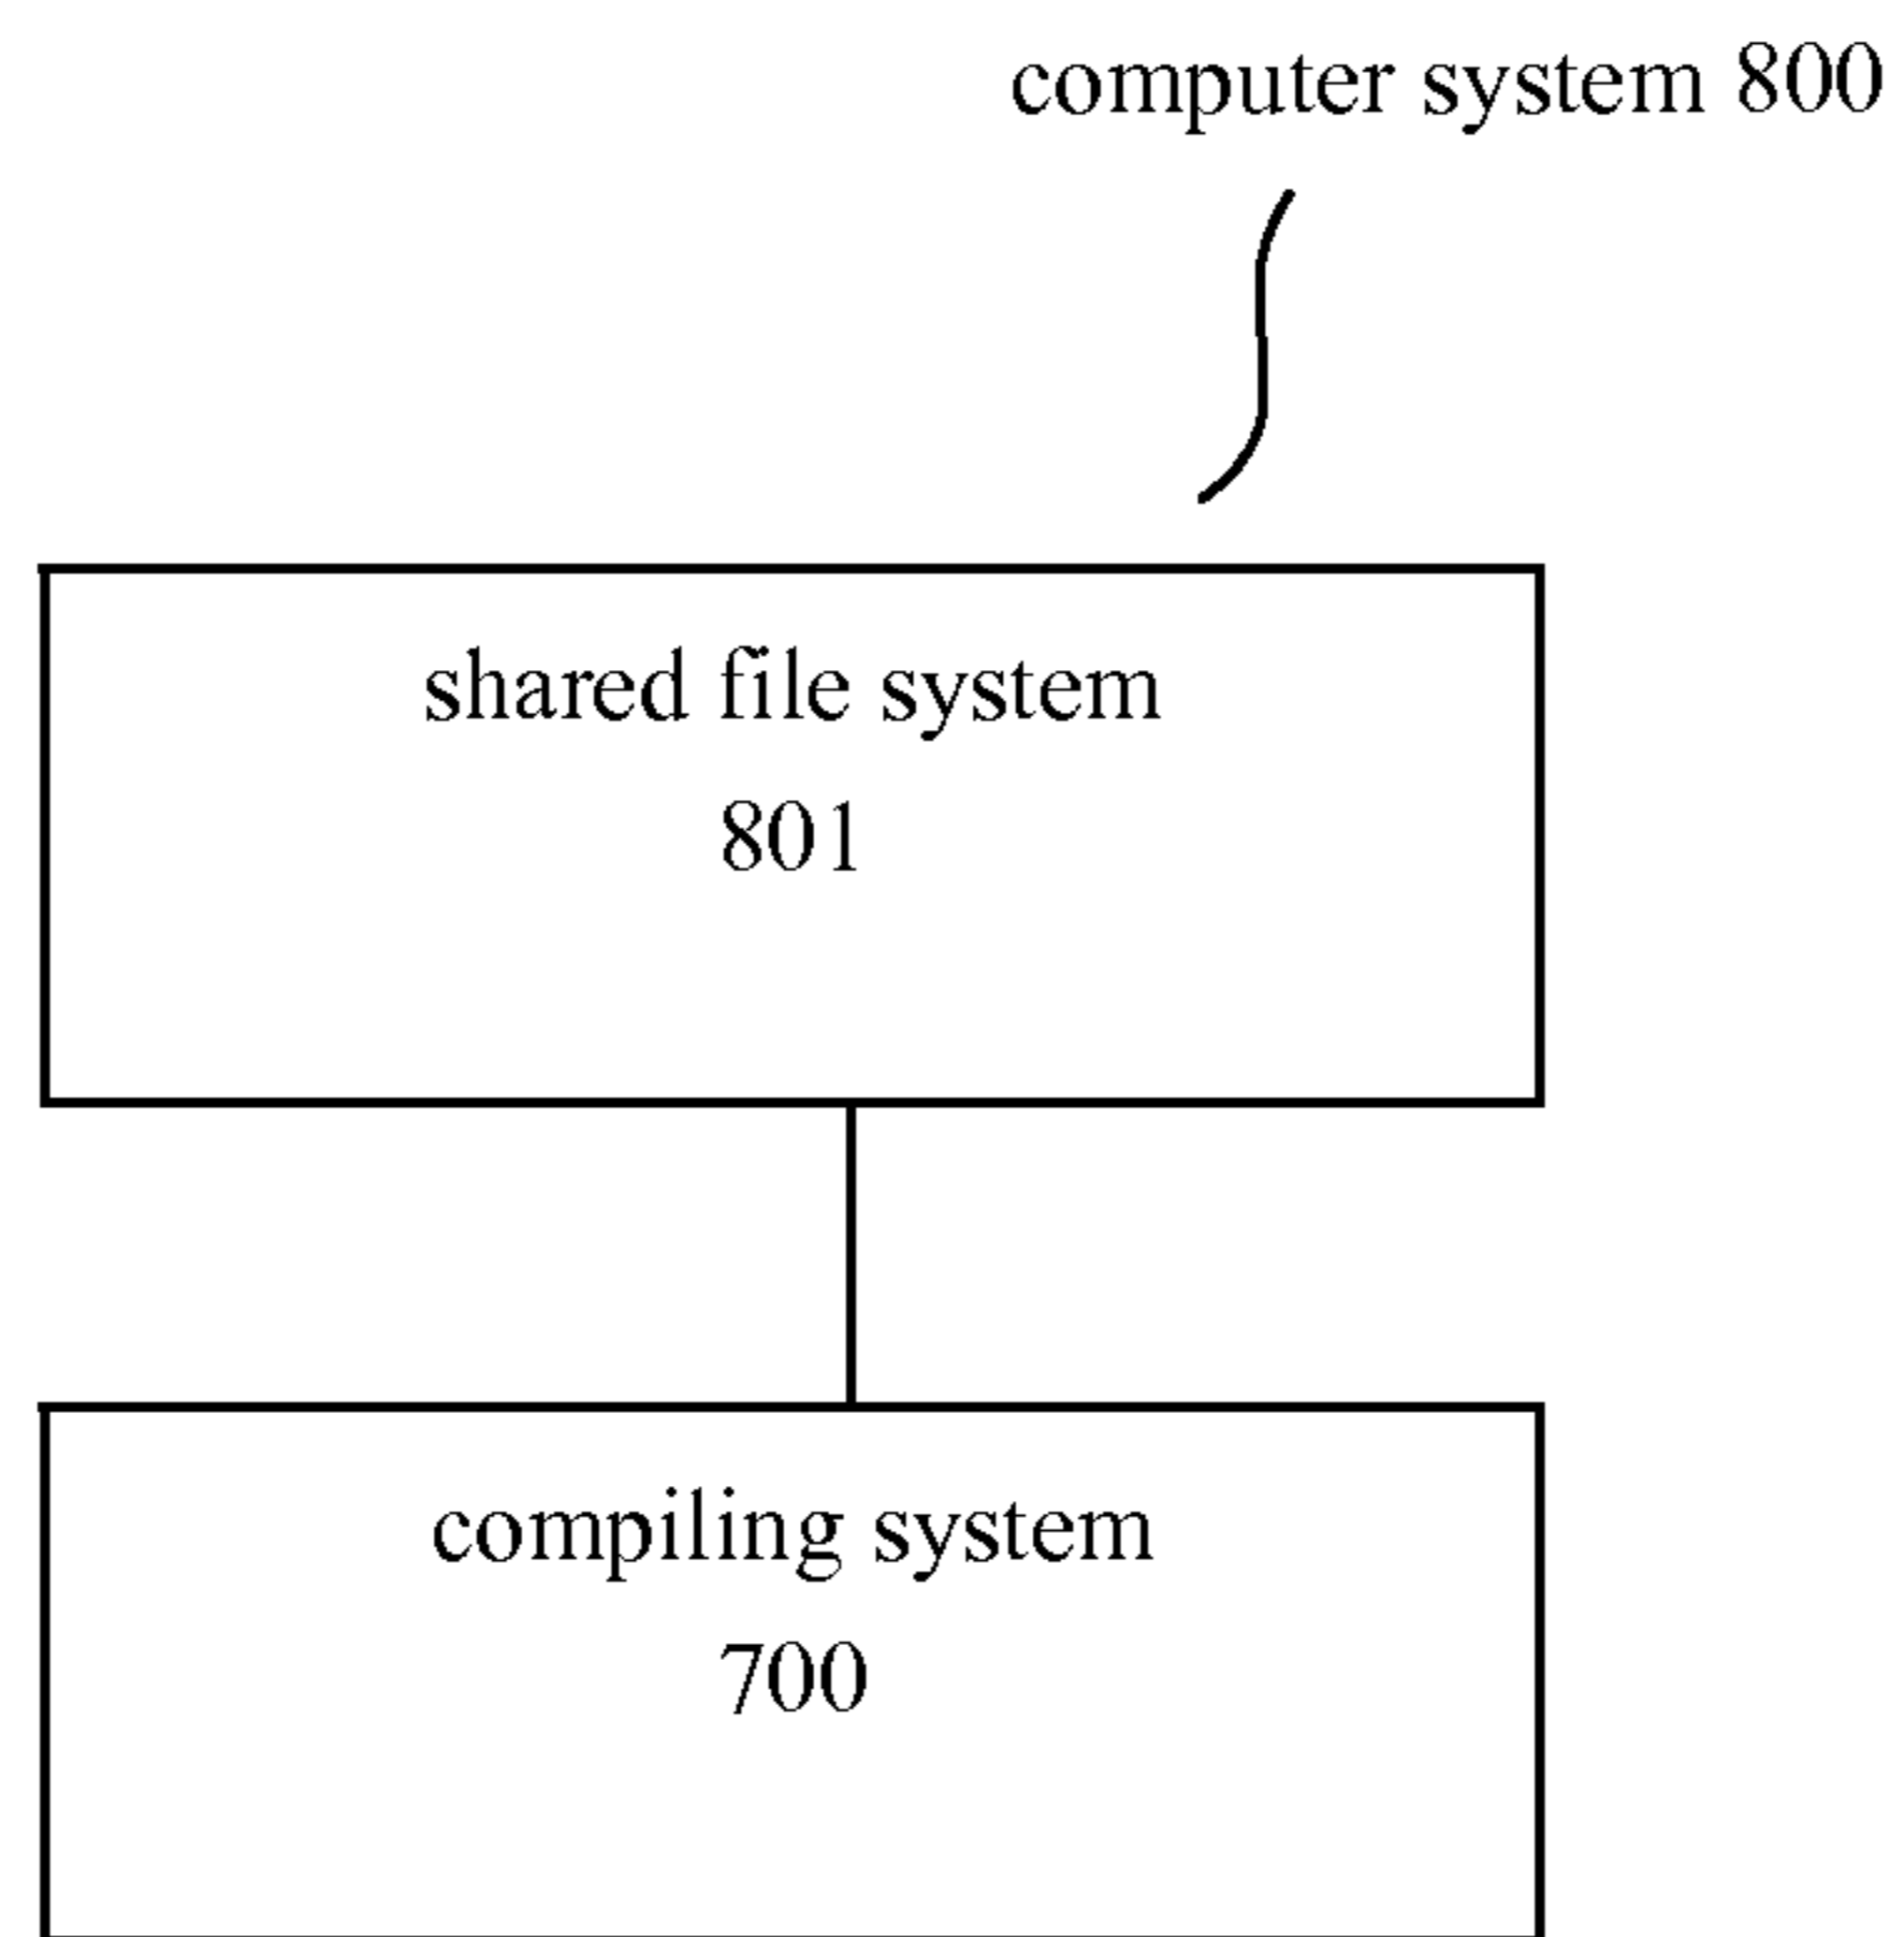 computer system 800
shared file system
801
compiling system
700